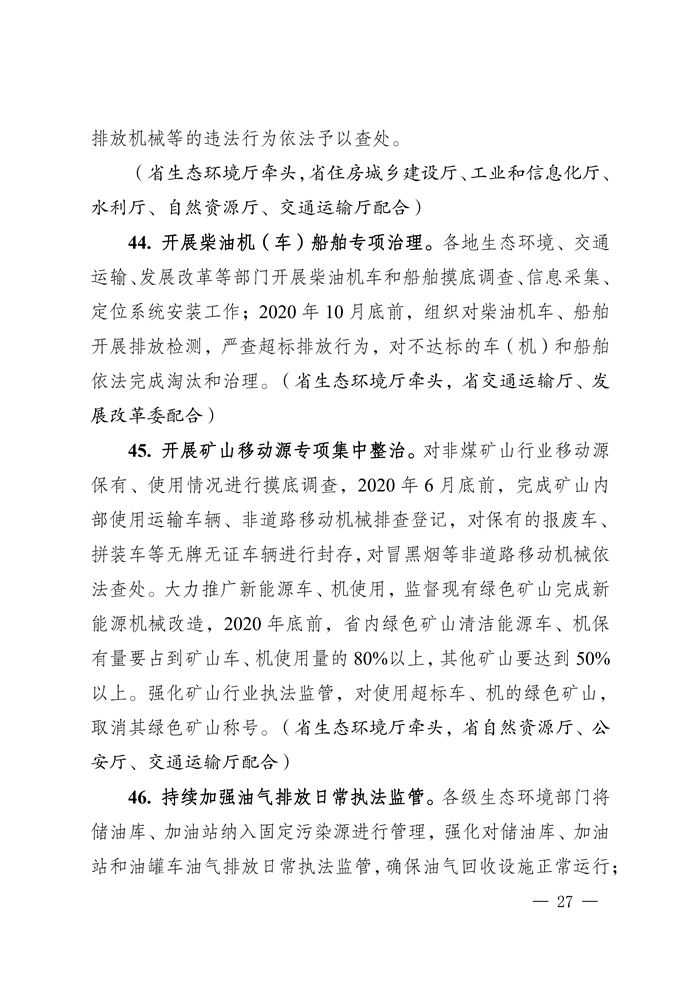 排放机械等的违法行为依法予以查处。
（省生态环境厅牵头，省住房城乡建设厅、工业和信息化厅、
水利厅、自然资源厅、交通运输厅配合）
44. 开展柴油机（车）船舶专项治理。各地生态环境、交通
运输、发展改革等部门开展柴油机车和船舶摸底调查、信息采集、
定位系统安装工作；2020 年 10 月底前，组织对柴油机车、船舶
开展排放检测，严查超标排放行为，对不达标的车（机）和船舶
依法完成淘汰和治理。（省生态环境厅牵头，省交通运输厅、发
展改革委配合）
45. 开展矿山移动源专项集中整治。对非煤矿山行业移动源
保有、使用情况进行摸底调查，2020 年 6 月底前，完成矿山内
部使用运输车辆、非道路移动机械排查登记，对保有的报废车、
拼装车等无牌无证车辆进行封存，对冒黑烟等非道路移动机械依
法查处。大力推广新能源车、机使用，监督现有绿色矿山完成新
能源机械改造，2020 年底前，省内绿色矿山清洁能源车、机保
有量要占到矿山车、机使用量的 80%以上，其他矿山要达到 50%
以上。强化矿山行业执法监管，对使用超标车、机的绿色矿山，
取消其绿色矿山称号。（省生态环境厅牵头，省自然资源厅、公
安厅、交通运输厅配合）
46. 持续加强油气排放日常执法监管。各级生态环境部门将
储油库、加油站纳入固定污染源进行管理，强化对储油库、加油
站和油罐车油气排放日常执法监管，确保油气回收设施正常运行；
— 27 —